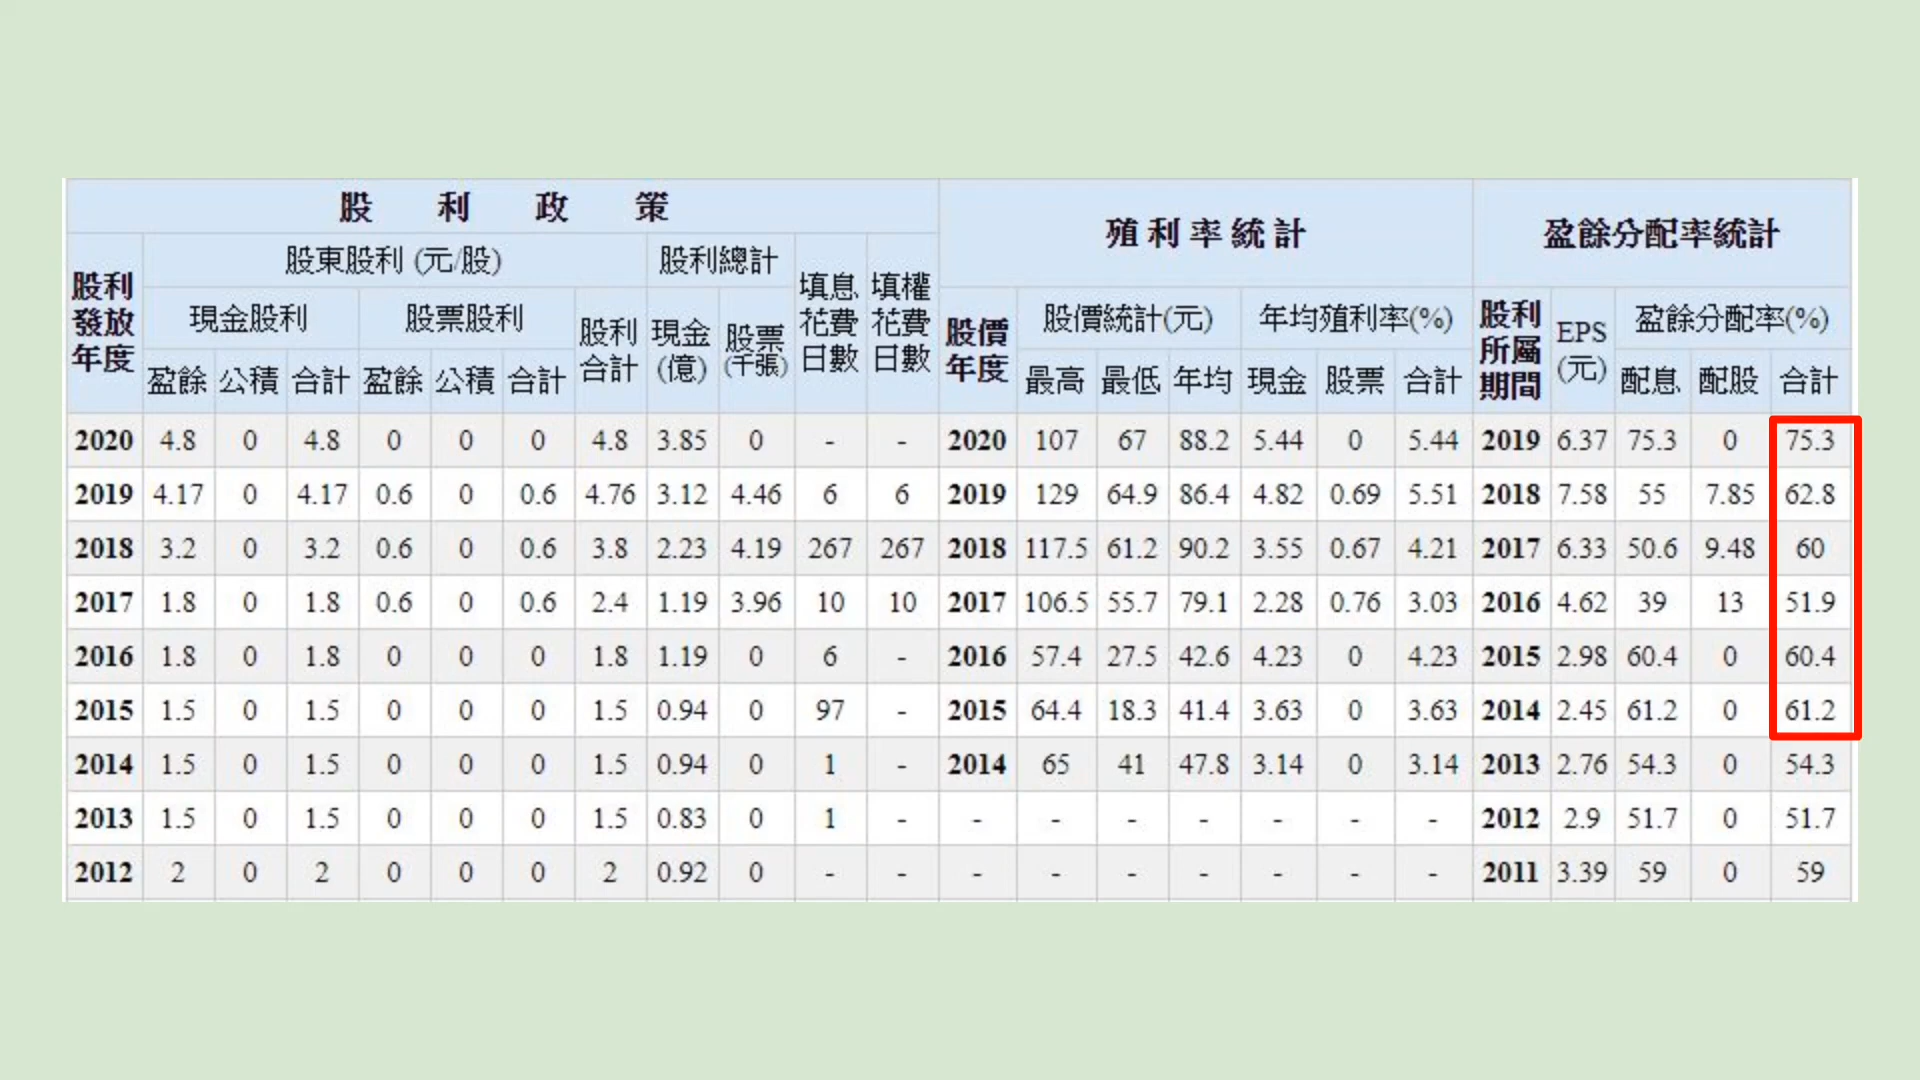 股 利 政 策 殖利率統計 盈餘分配率統計
股利發放年度 股東股利 (元/股) 股利總計 填息花費日數 填權花費日數 股價年度 股價統計(元) 年均殖利率(%) 股利所屬期間 EPS(元) 盈餘分配率(%)
現金股利 股票股利 股利合計 現金(億) 股票(千張)
盈餘 公積 合計 盈餘 公積 合計 最高 最低 年均 現金 股票 合計 配息 配股 合計
2020 4.8 0 4.8 0 0 0 4.8 3.85 0 - - 2020 107 67 88.2 5.44 0 5.44 2019 6.37 75.3 0 75.3
2019 4.17 0 4.17 0.6 0 0.6 4.76 3.12 4.46 6 6 2019 129 64.9 86.4 4.82 0.69 5.51 2018 7.58 55 7.85 62.8
2018 3.2 0 3.2 0.6 0 0.6 3.8 2.23 4.19 267 267 2018 117.5 61.2 90.2 3.55 0.67 4.21 2017 6.33 50.6 9.48 60
2017 1.8 0 1.8 0.6 0 0.6 2.4 1.19 3.96 10 10 2017 106.5 55.7 79.1 2.28 0.76 3.03 2016 4.62 39 13 51.9
2016 1.8 0 1.8 0 0 0 1.8 1.19 0 6 - 2016 57.4 27.5 42.6 4.23 0 4.23 2015 2.98 60.4 0 60.4
2015 1.5 0 1.5 0 0 0 1.5 0.94 0 97 - 2015 64.4 18.3 41.4 3.63 0 3.63 2014 2.45 61.2 0 61.2
2014 1.5 0 1.5 0 0 0 1.5 0.94 0 1 - 2014 65 41 47.8 3.14 0 3.14 2013 2.76 54.3 0 54.3
2013 1.5 0 1.5 0 0 0 1.5 0.83 0 1 - - - - - - - - 2012 2.9 51.7 0 51.7
2012 2 0 2 0 0 0 2 0.92 0 - - - - - - - - - 2011 3.39 59 0 59